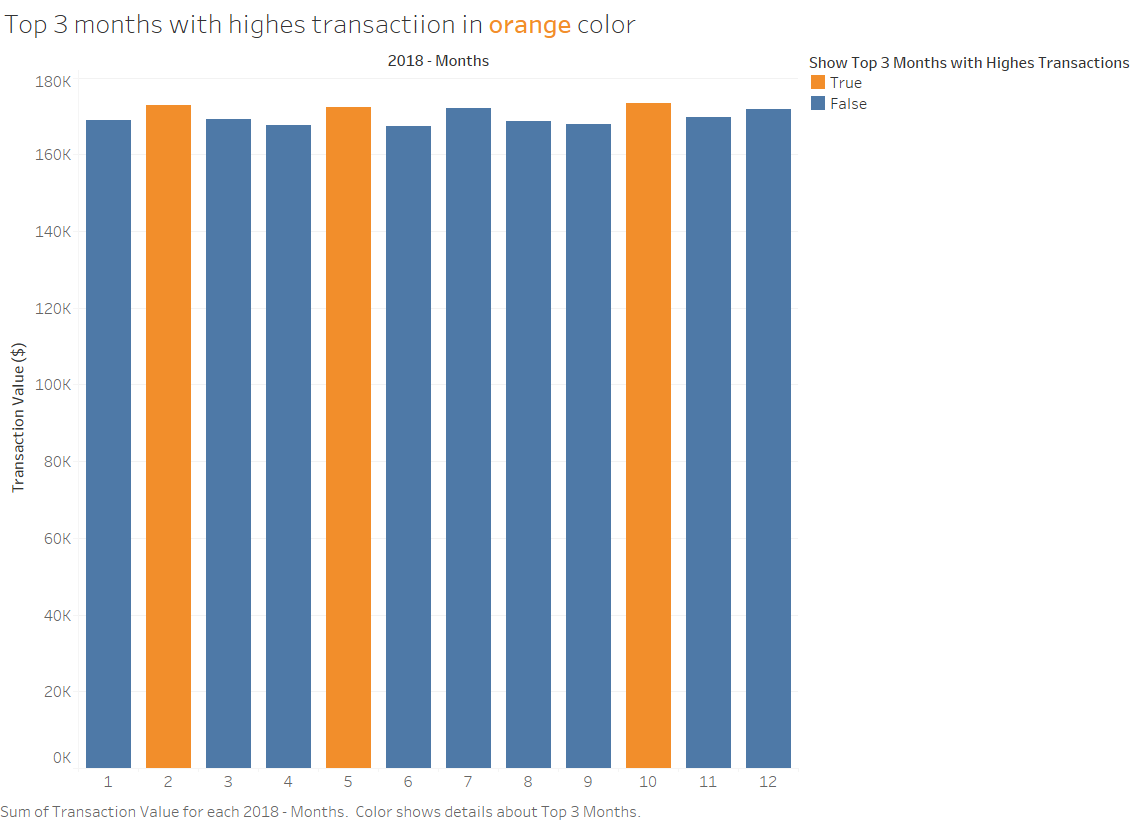 Top 3 months with highes transactiion in orange color
2018 - Months
Show Top 3 Months with Highes Transactions
True
False
180K
160K
140K
120K
100K
80K
60K
40K
20K
0K
Transaction Value ($)
1 2 3 4 5 6 7 8 9 10 11 12
Sum of Transaction Value for each 2018 - Months. Color shows details about Top 3 Months.